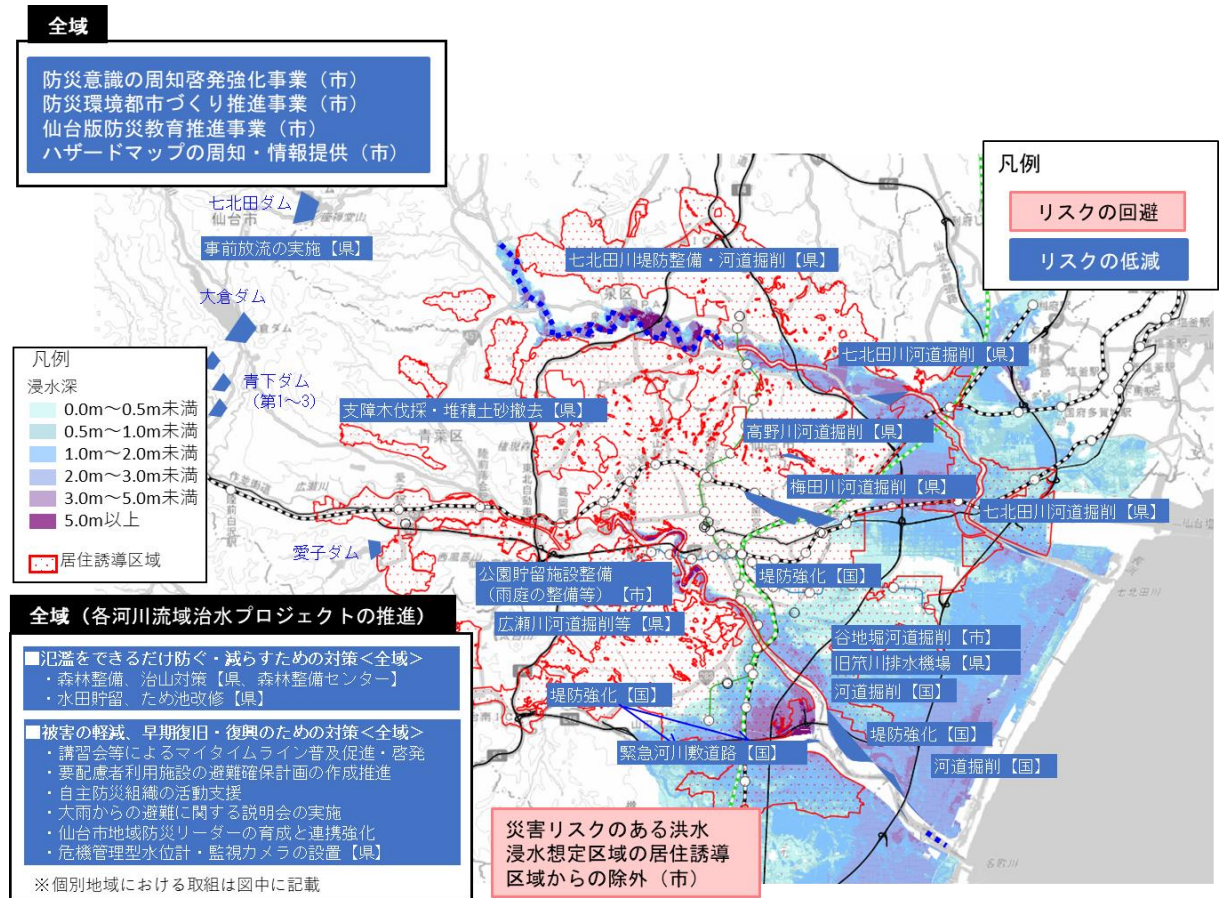 全域
防災意識の周知啓発強化事業（市）
防災環境都市づくり推進事業（市）
仙台版防災教育推進事業（市）
ハザードマップの周知・情報提供（市）
凡例
リスクの回避
リスクの低減
七北田ダム
仙台市
事前放流の実施【県】
大倉ダム
青下ダム
（第1～3）
七北田川堤防整備・河道掘削【県】
泉区
七北田川河道掘削【県】
支障木伐採・堆積土砂撤去【県】
青葉区
高野川河道掘削【県】
梅田川河道掘削【県】
七北田川河道掘削【県】
凡例
浸水深
0.0m～0.5m未満
0.5m～1.0m未満
1.0m～2.0m未満
2.0m～3.0m未満
3.0m～5.0m未満
5.0m以上
居住誘導区域
広瀬川
愛子ダム
公園貯留施設整備
（雨庭の整備等）【市】
堤防強化【国】
広瀬川河道掘削等【県】
七北田川
谷地堀河道掘削【市】
旧笊川排水機場【県】
河道掘削【国】
堤防強化【国】
堤防強化【国】
緊急河川敷道路【国】
河道掘削【国】
名取川
全域（各河川流域治水プロジェクトの推進）
■氾濫をできるだけ防ぐ・減らすための対策＜全域＞
・森林整備、治山対策【県、森林整備センター】
・水田貯留、ため池改修【県】
■被害の軽減、早期復旧・復興のための対策＜全域＞
・講習会等によるマイタイムライン普及促進・啓発
・要配慮者利用施設の避難確保計画の作成推進
・自主防災組織の活動支援
・大雨からの避難に関する説明会の実施
・仙台市地域防災リーダーの育成と連携強化
・危機管理型水位計・監視カメラの設置【県】
※個別地域における取組は図中に記載
災害リスクのある洪水
浸水想定区域の居住誘導
区域からの除外（市）